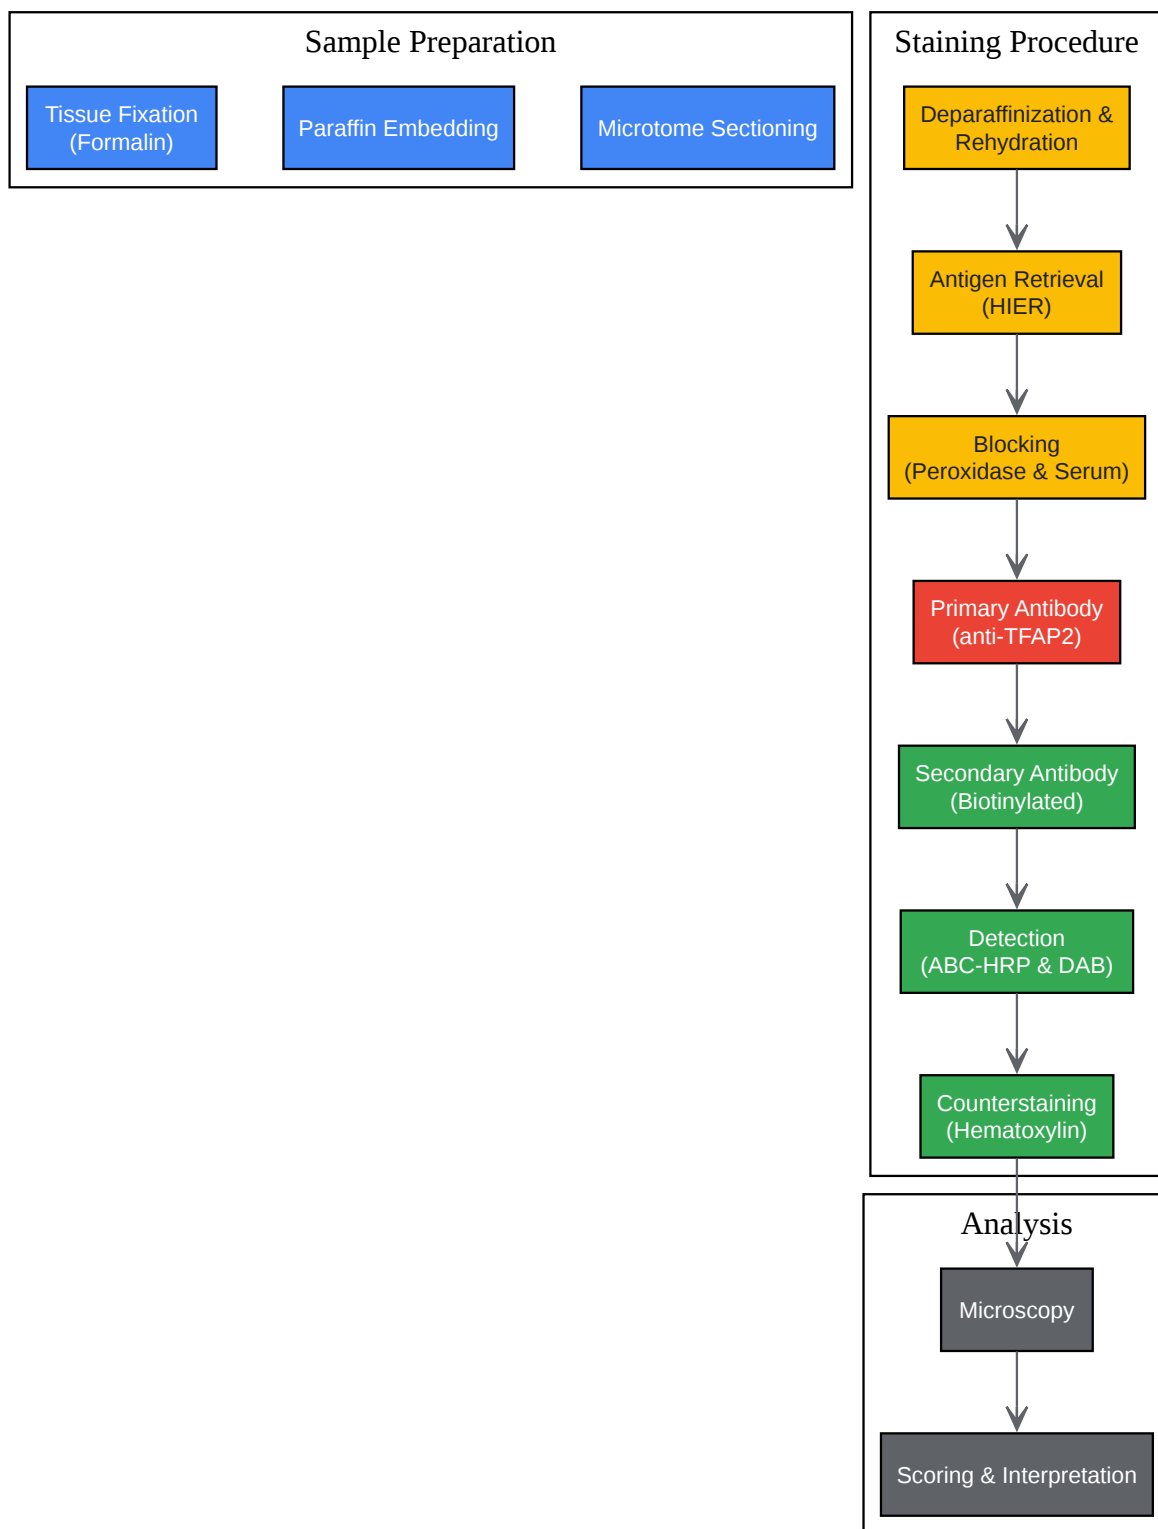 Sample Preparation
Tissue Fixation
(Formalin)
Paraffin Embedding
Microtome Sectioning
Staining Procedure
Deparaffinization &
Rehydration
Antigen Retrieval
(HIER)
Blocking
(Peroxidase & Serum)
Primary Antibody
(anti-TFAP2)
Secondary Antibody
(Biotinylated)
Detection
(ABC-HRP & DAB)
Counterstaining
(Hematoxylin)
Analysis
Microscopy
Scoring & Interpretation